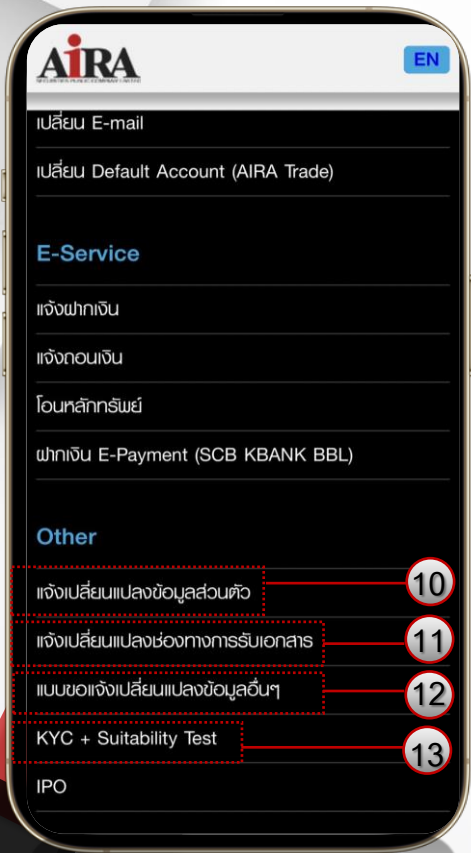 AiRA
SECURITIES PUBLIC COMPANY LIMITED
EN
เปลี่ยน E-mail
เปลี่ยน Default Account (AIRA Trade)
E-Service
แจ้งฝากเงิน
แจ้งถอนเงิน
โอนหลักทรัพย์
ฝากเงิน E-Payment (SCB KBANK BBL)
Other
แจ้งเปลี่ยนแปลงข้อมูลส่วนตัว
10
แจ้งเปลี่ยนแปลงช่องทางการรับเอกสาร
11
แบบขอแจ้งเปลี่ยนแปลงข้อมูลอื่นๆ
12
KYC + Suitability Test
13
IPO